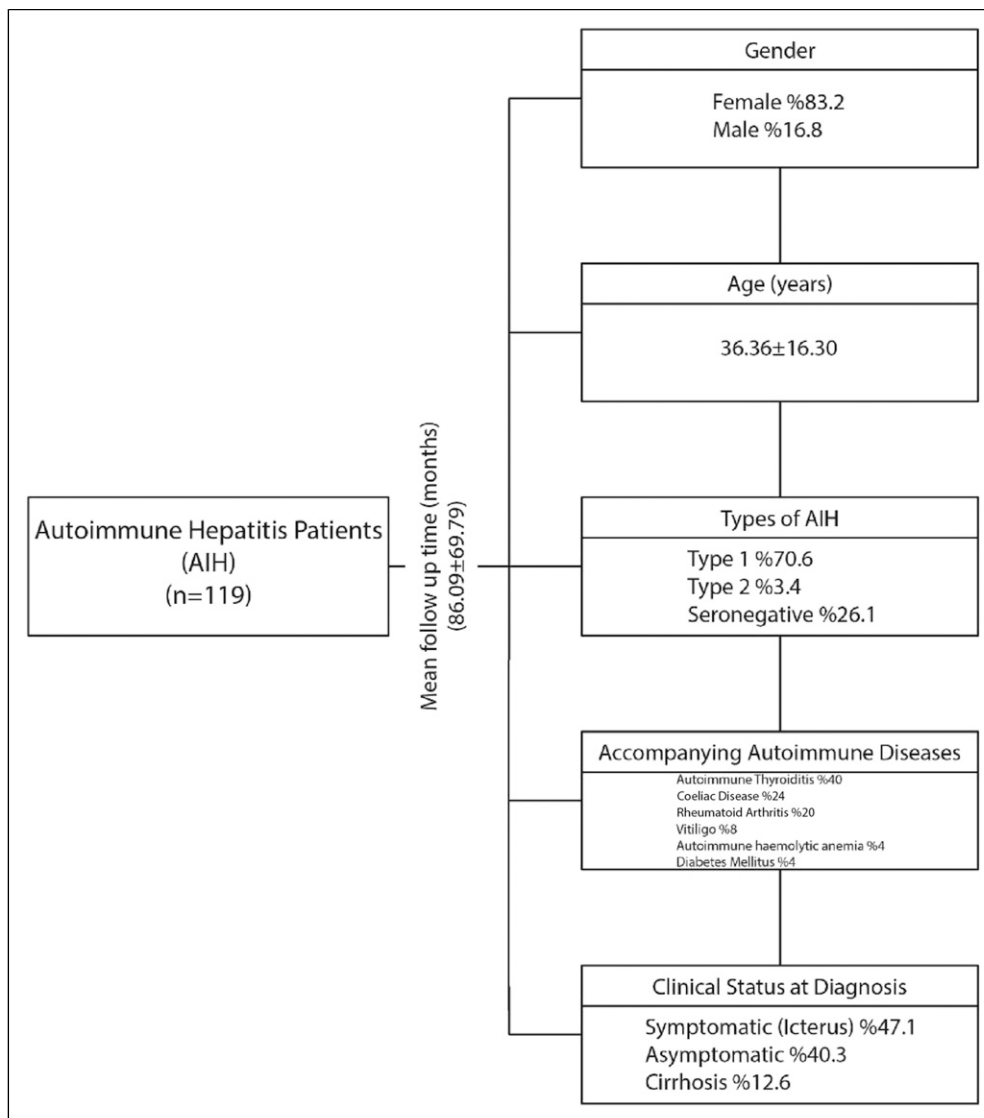 Autoimmune Hepatitis Patients
(AIH)
(n=119)
Mean follow up time (months)
(86.09±69.79)
Gender
Female %83.2
Male %16.8
Age (years)
36.36±16.30
Types of AIH
Type 1 %70.6
Type 2 %3.4
Seronegative %26.1
Accompanying Autoimmune Diseases
Autoimmune Thyroiditis %40
Coeliac Disease %24
Rheumatoid Arthritis %20
Vitiligo %8
Autoimmune haemolytic anemia %4
Diabetes Mellitus %4
Clinical Status at Diagnosis
Symptomatic (Icterus) %47.1
Asymptomatic %40.3
Cirrhosis %12.6